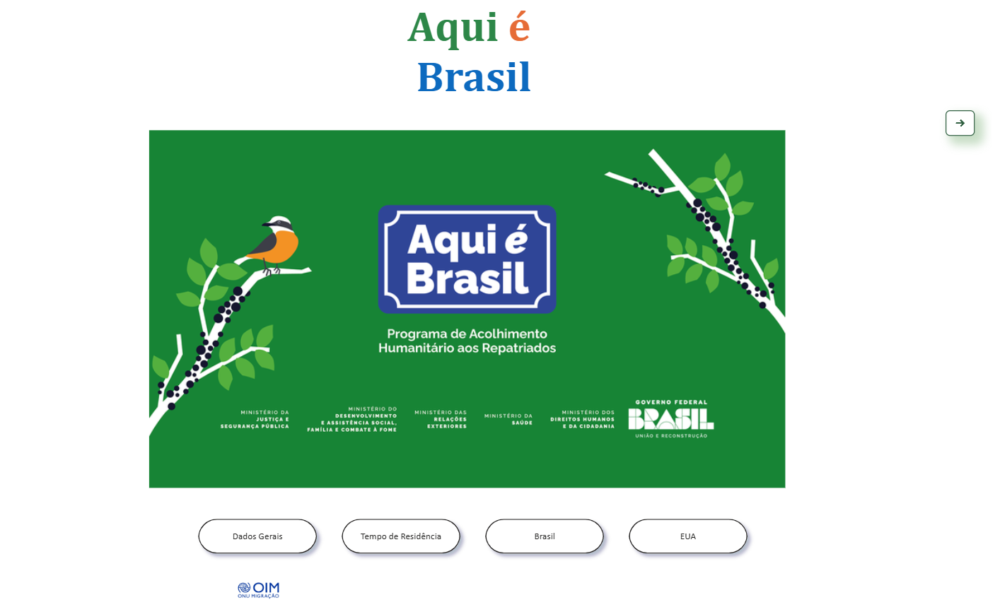 Aqui é
Brasil
Aqui é
Brasil
Programa de Acolhimento
Humanitário aos Repatriados
MINISTÉRIO DA
JUSTIÇA E
SEGURANÇA PÚBLICA
MINISTÉRIO DO
DESENVOLVIMENTO
E ASSISTÊNCIA SOCIAL,
FAMÍLIA E COMBATE À FOME
MINISTÉRIO DAS
RELAÇÕES
EXTERIORES
MINISTÉRIO DA
SAÚDE
MINISTÉRIO DOS
DIREITOS HUMANOS
E DA CIDADANIA
GOVERNO FEDERAL
BRASIL
UNIÃO E RECONSTRUÇÃO
Dados Gerais
Tempo de Residência
Brasil
EUA
OIM
ONU MIGRAÇÃO